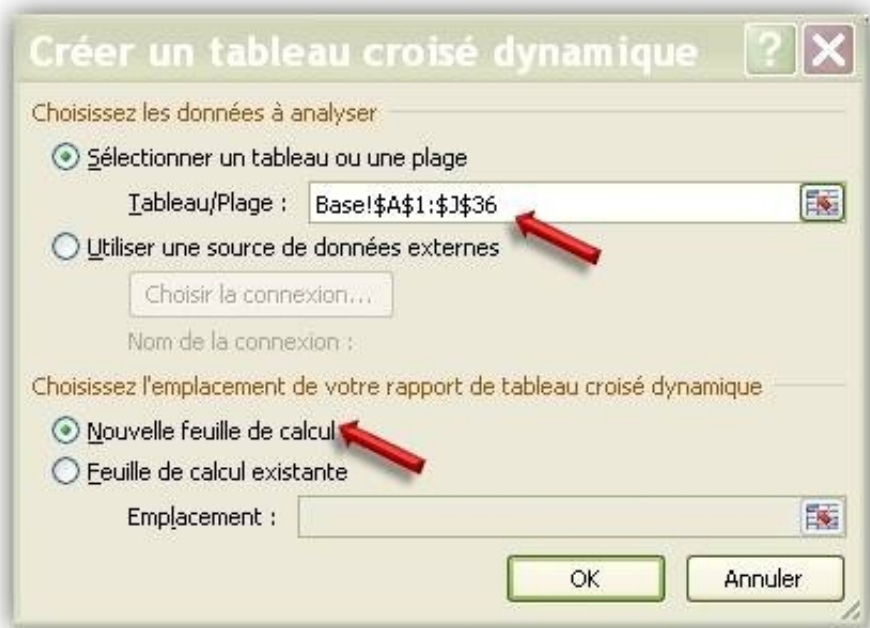 Créer un tableau croisé dynamique
Choisissez les données à analyser
Sélectionner un tableau ou une plage
Tableau/Plage : Base!$A$1:$J$36
Utiliser une source de données externes
Choisir la connexion...
Nom de la connexion :
Choisissez l'emplacement de votre rapport de tableau croisé dynamique
Nouvelle feuille de calcul
Feuille de calcul existante
Emplacement :
OK Annuler